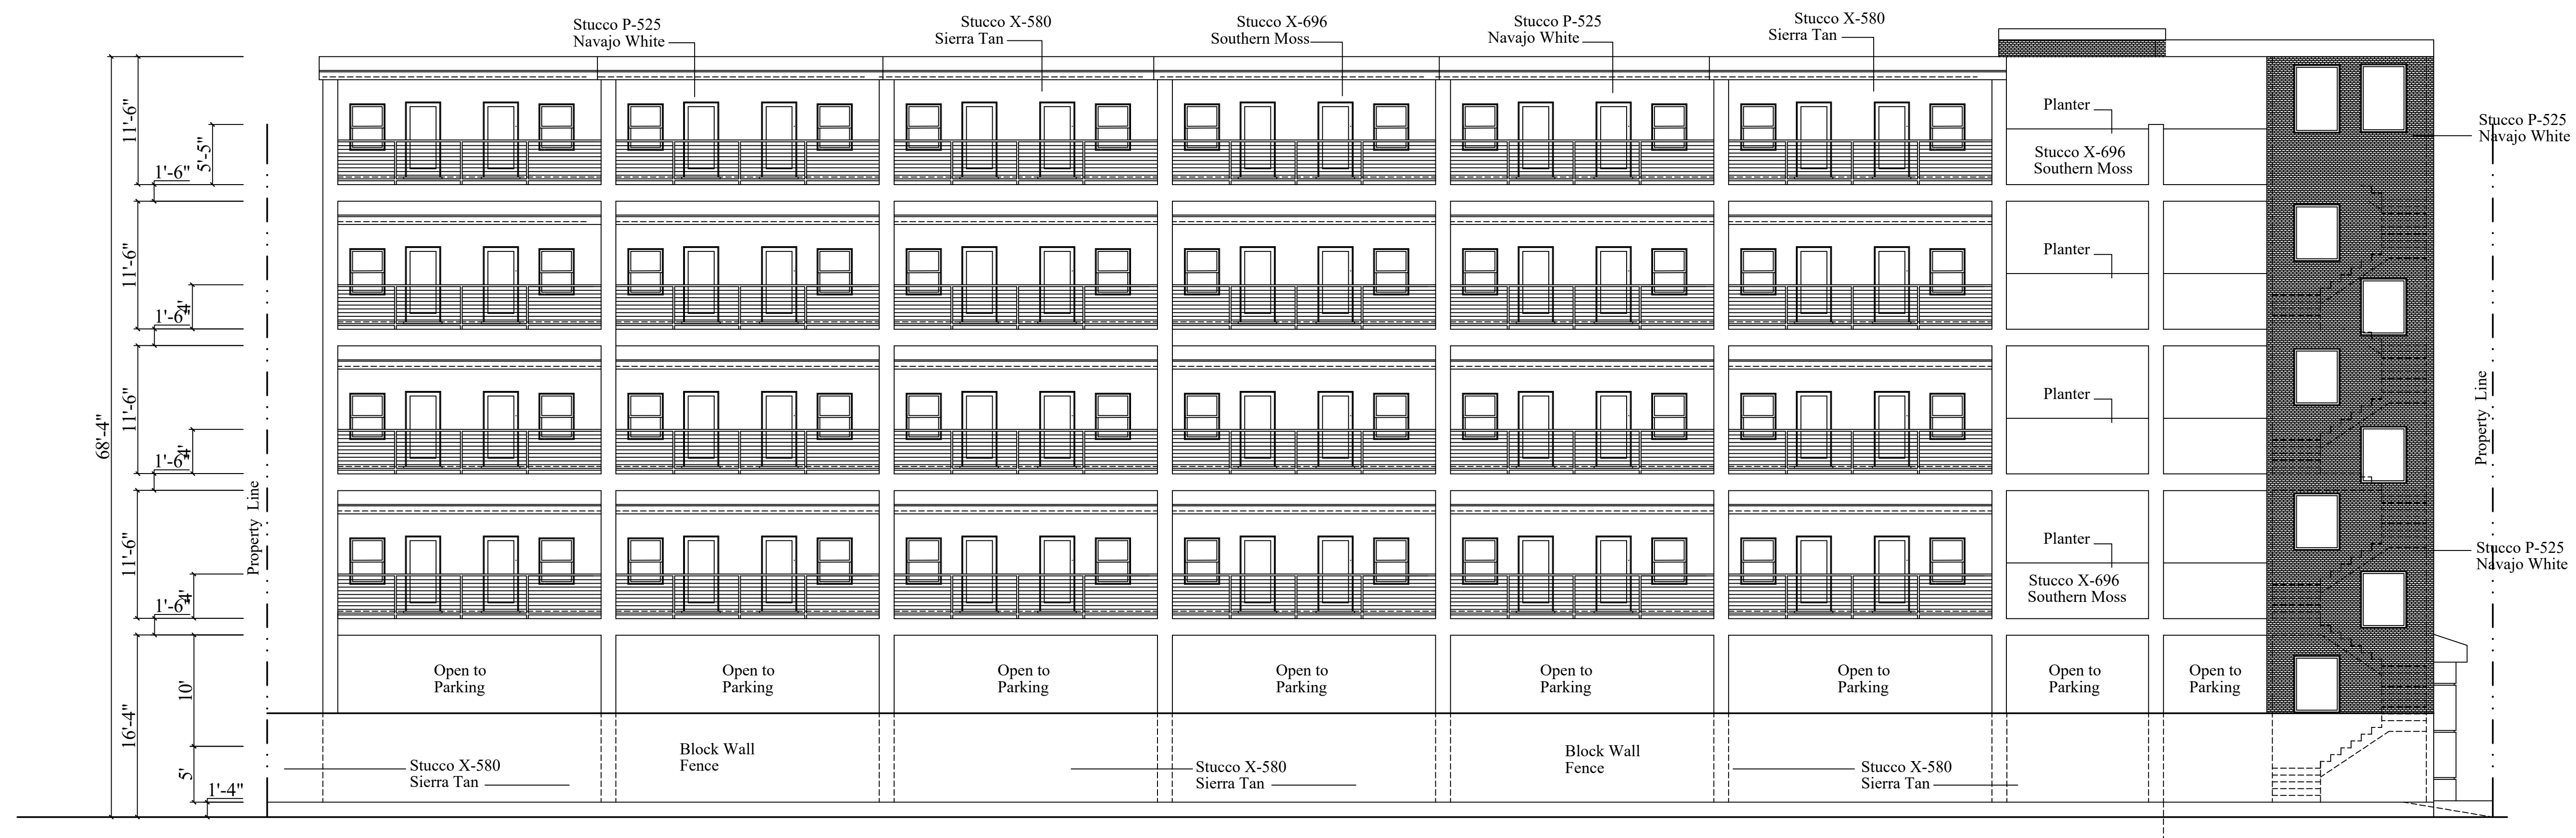 Stucco P-525
Navajo White
Stucco X-580
Sierra Tan
Stucco X-696
Southern Moss
Stucco P-525
Navajo White
Stucco X-580
Sierra Tan
11'-6"
5'-5"
1'-6"
Planter
Stucco X-696
Southern Moss
Stucco P-525
Navajo White
11'-6"
4'
1'-6"
Planter
68'-4"
11'-6"
4'
1'-6"
Planter
Property Line
Property Line
11'-6"
4'
1'-6"
Planter
Stucco X-696
Southern Moss
Stucco P-525
Navajo White
16'-4"
10'
Open to
Parking
Open to
Parking
Open to
Parking
Open to
Parking
Open to
Parking
Open to
Parking
Open to
Parking
Open to
Parking
5'
1'-4"
Stucco X-580
Sierra Tan
Block Wall
Fence
Stucco X-580
Sierra Tan
Block Wall
Fence
Stucco X-580
Sierra Tan